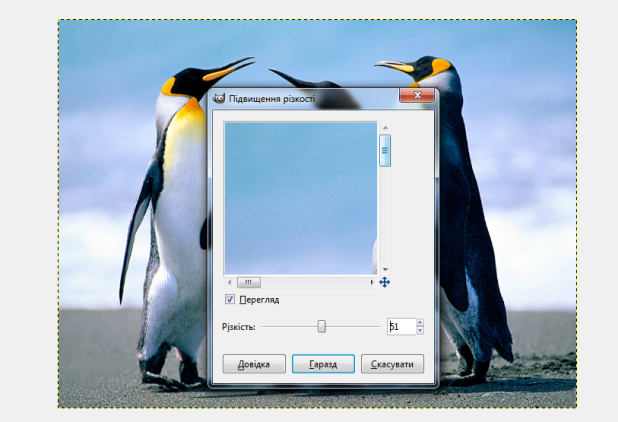 Підвищення різкості
Перегляд
Різкість:
51
Довідка
Гаразд
Скасувати